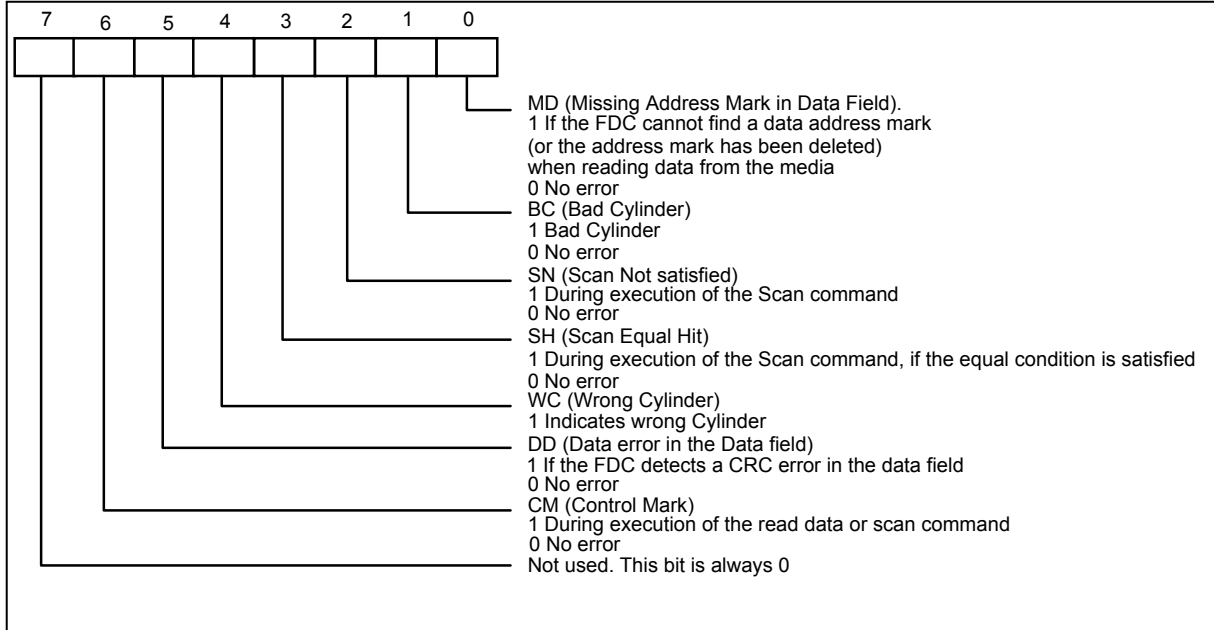 7 6 5 4 3 2 1 0
MD (Missing Address Mark in Data Field).
1 If the FDC cannot find a data address mark
(or the address mark has been deleted)
when reading data from the media
0 No error
BC (Bad Cylinder)
1 Bad Cylinder
0 No error
SN (Scan Not satisfied)
1 During execution of the Scan command
0 No error
SH (Scan Equal Hit)
1 During execution of the Scan command, if the equal condition is satisfied
0 No error
WC (Wrong Cylinder)
1 Indicates wrong Cylinder
DD (Data error in the Data field)
1 If the FDC detects a CRC error in the data field
0 No error
CM (Control Mark)
1 During execution of the read data or scan command
0 No error
Not used. This bit is always 0